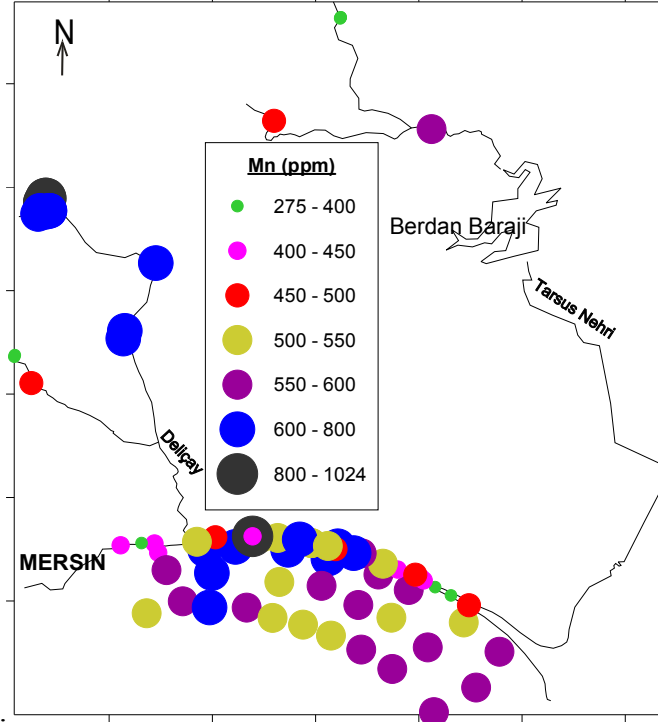 N
Mn (ppm)
275 - 400
400 - 450
450 - 500
500 - 550
550 - 600
600 - 800
800 - 1024
Berdan Baraji
Tarsus Nehri
Deliçay
MERSIN